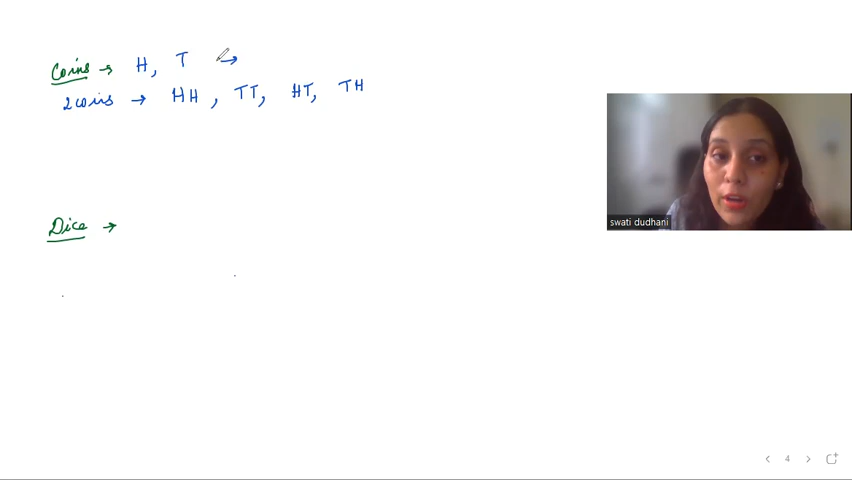 Coins → H, T →
2 coins → HH, TT, HT, TH
swati dudhani
Dice →
4